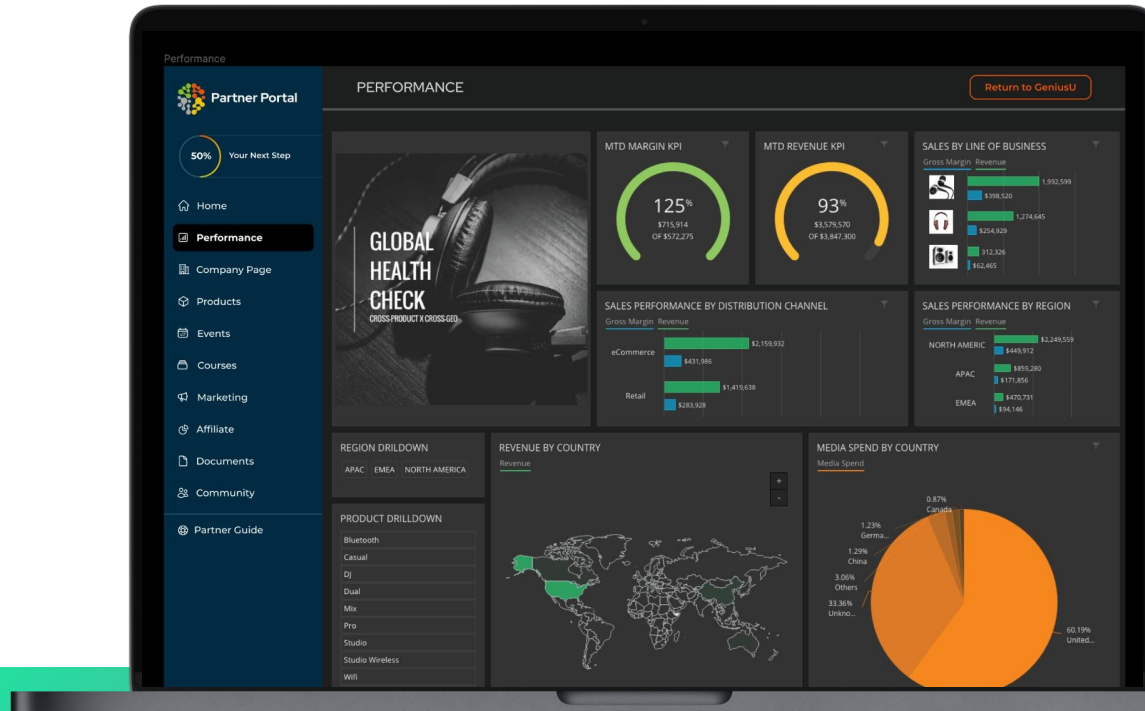 Performance
Partner Portal
50%
Your Next Step
Home
Performance
Company Page
Products
Events
Courses
Marketing
Affiliate
Documents
Community
Partner Guide
PERFORMANCE
Return to GeniusU
GLOBAL
HEALTH
CHECK
CROSS-PRODUCT X CROSS-GEO
MTD MARGIN KPI
125%
$715,914
OF $572,275
MTD REVENUE KPI
93%
$3,579,570
OF $3,847,300
SALES BY LINE OF BUSINESS
Gross Margin Revenue
1,992,599
$398,520
1,274,645
$254,929
312,326
$62,465
SALES PERFORMANCE BY DISTRIBUTION CHANNEL
Gross Margin Revenue
eCommerce
$2,159,932
$431,986
Retail
$1,419,638
$283,928
SALES PERFORMANCE BY REGION
Gross Margin Revenue
NORTH AMERIC
$2,249,559
$449,912
APAC
$859,280
$171,856
EMEA
$470,731
$94,146
REGION DRILDOWN
APAC EMEA NORTH AMERICA
PRODUCT DRILLDOWN
Bluetooth
Casual
DJ
Dual
Mix
Pro
Studio
Studio Wireless
Wifi
REVENUE BY COUNTRY
Revenue
+
-
MEDIA SPEND BY COUNTRY
Media Spend
0.87%
Canada
1.23%
Germa...
1.29%
China
3.06%
Others
33.36%
Unkno...
60.19%
United...